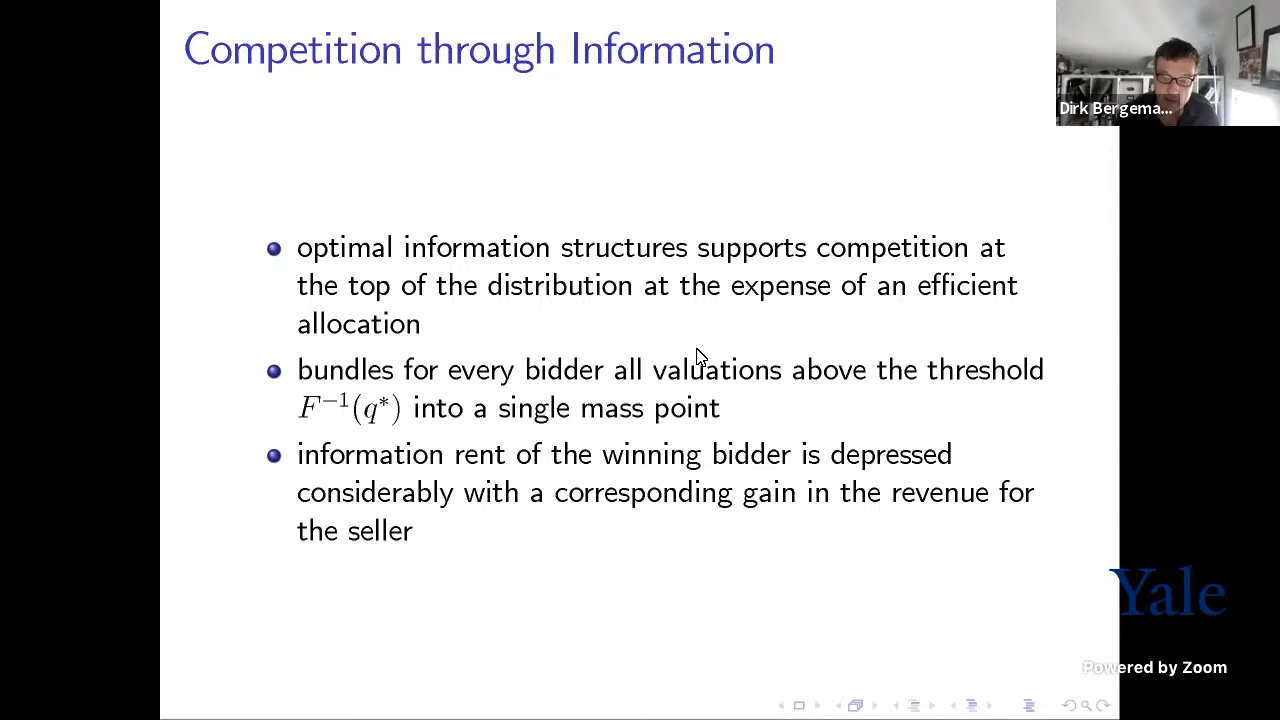 Competition through Information
Dirk Bergema...
optimal information structures supports competition at
the top of the distribution at the expense of an efficient
allocation
bundles for every bidder all valuations above the threshold
F⁻¹(q*) into a single mass point
information rent of the winning bidder is depressed
considerably with a corresponding gain in the revenue for
the seller
Yale
Powered by Zoom